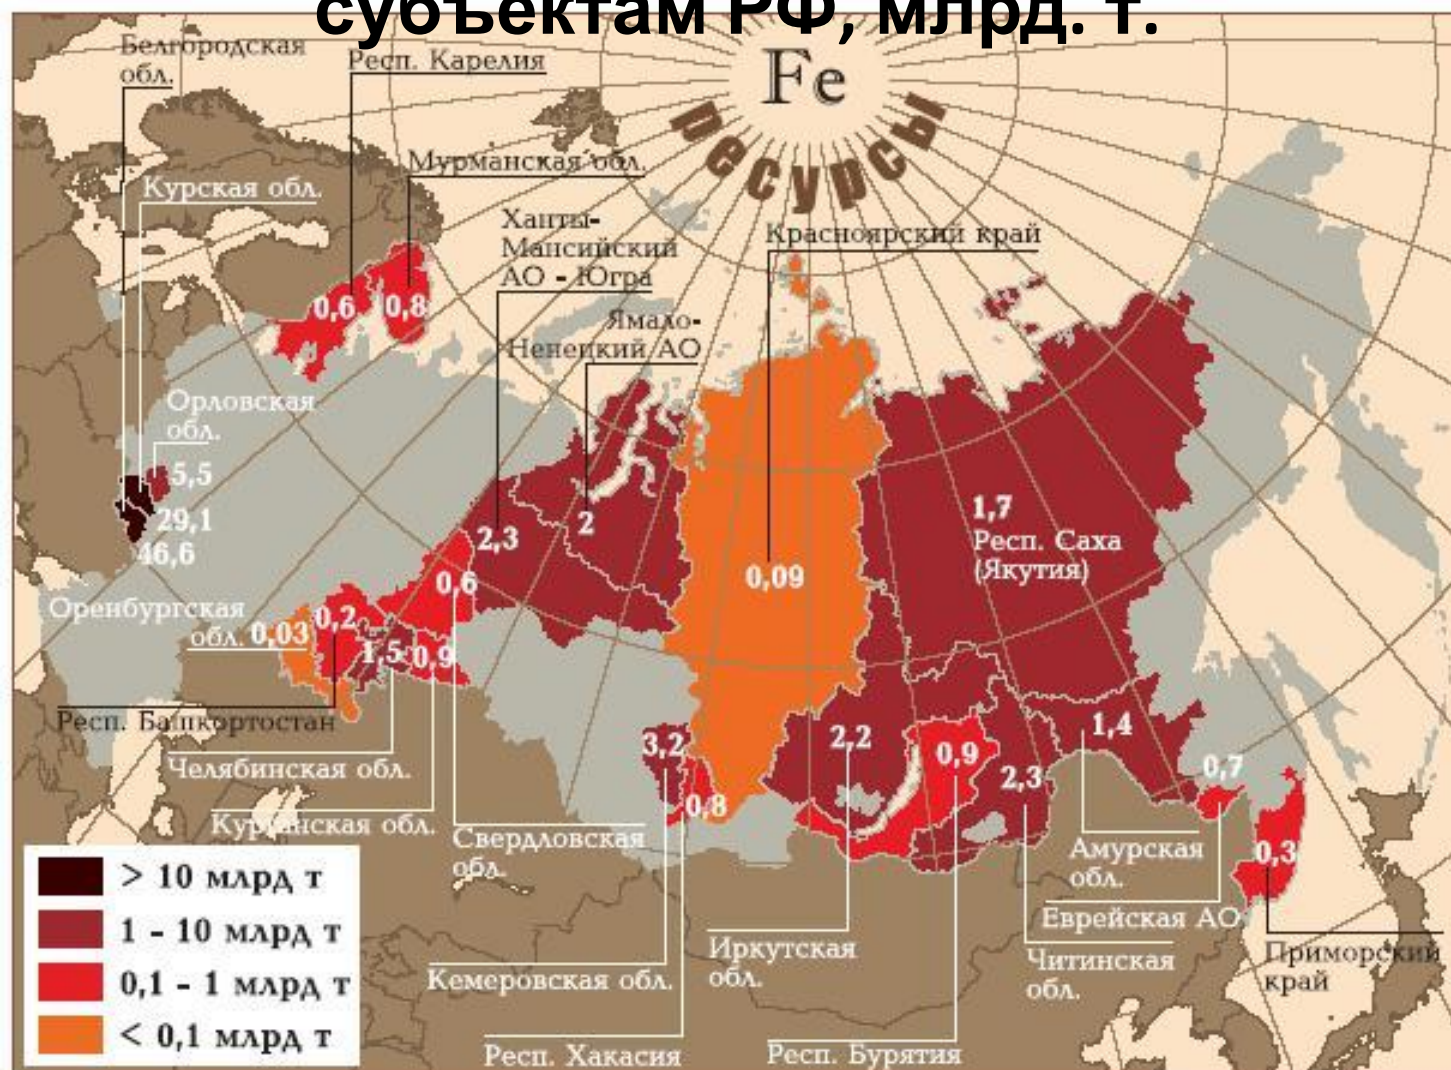 субъектам РФ, млрд. т.
Fe
ресурсы
Белгородская
обл.
Респ. Карелия
Мурманская обл.
Курская обл.
Ханты-
Мансийский
АО - Югра
Красноярский край
Ямало-
Ненецкий АО
0,6
0,8
Орловская
обл.
5,5
29,1
46,6
2,3
2
0,09
1,7
Респ. Саха
(Якутия)
0,6
Оренбургская
обл. 0,03
0,2
1,5
0,9
Респ. Башкортостан
Челябинская обл.
Курганская обл.
Свердловская
обл.
3,2
0,8
2,2
0,9
2,3
1,4
0,7
0,3
Амурская
обл.
Еврейская АО
Приморский
край
Читинская
обл.
Иркутская
обл.
Кемеровская обл.
Респ. Хакасия
Респ. Бурятия
> 10 млрд т
1 - 10 млрд т
0,1 - 1 млрд т
< 0,1 млрд т